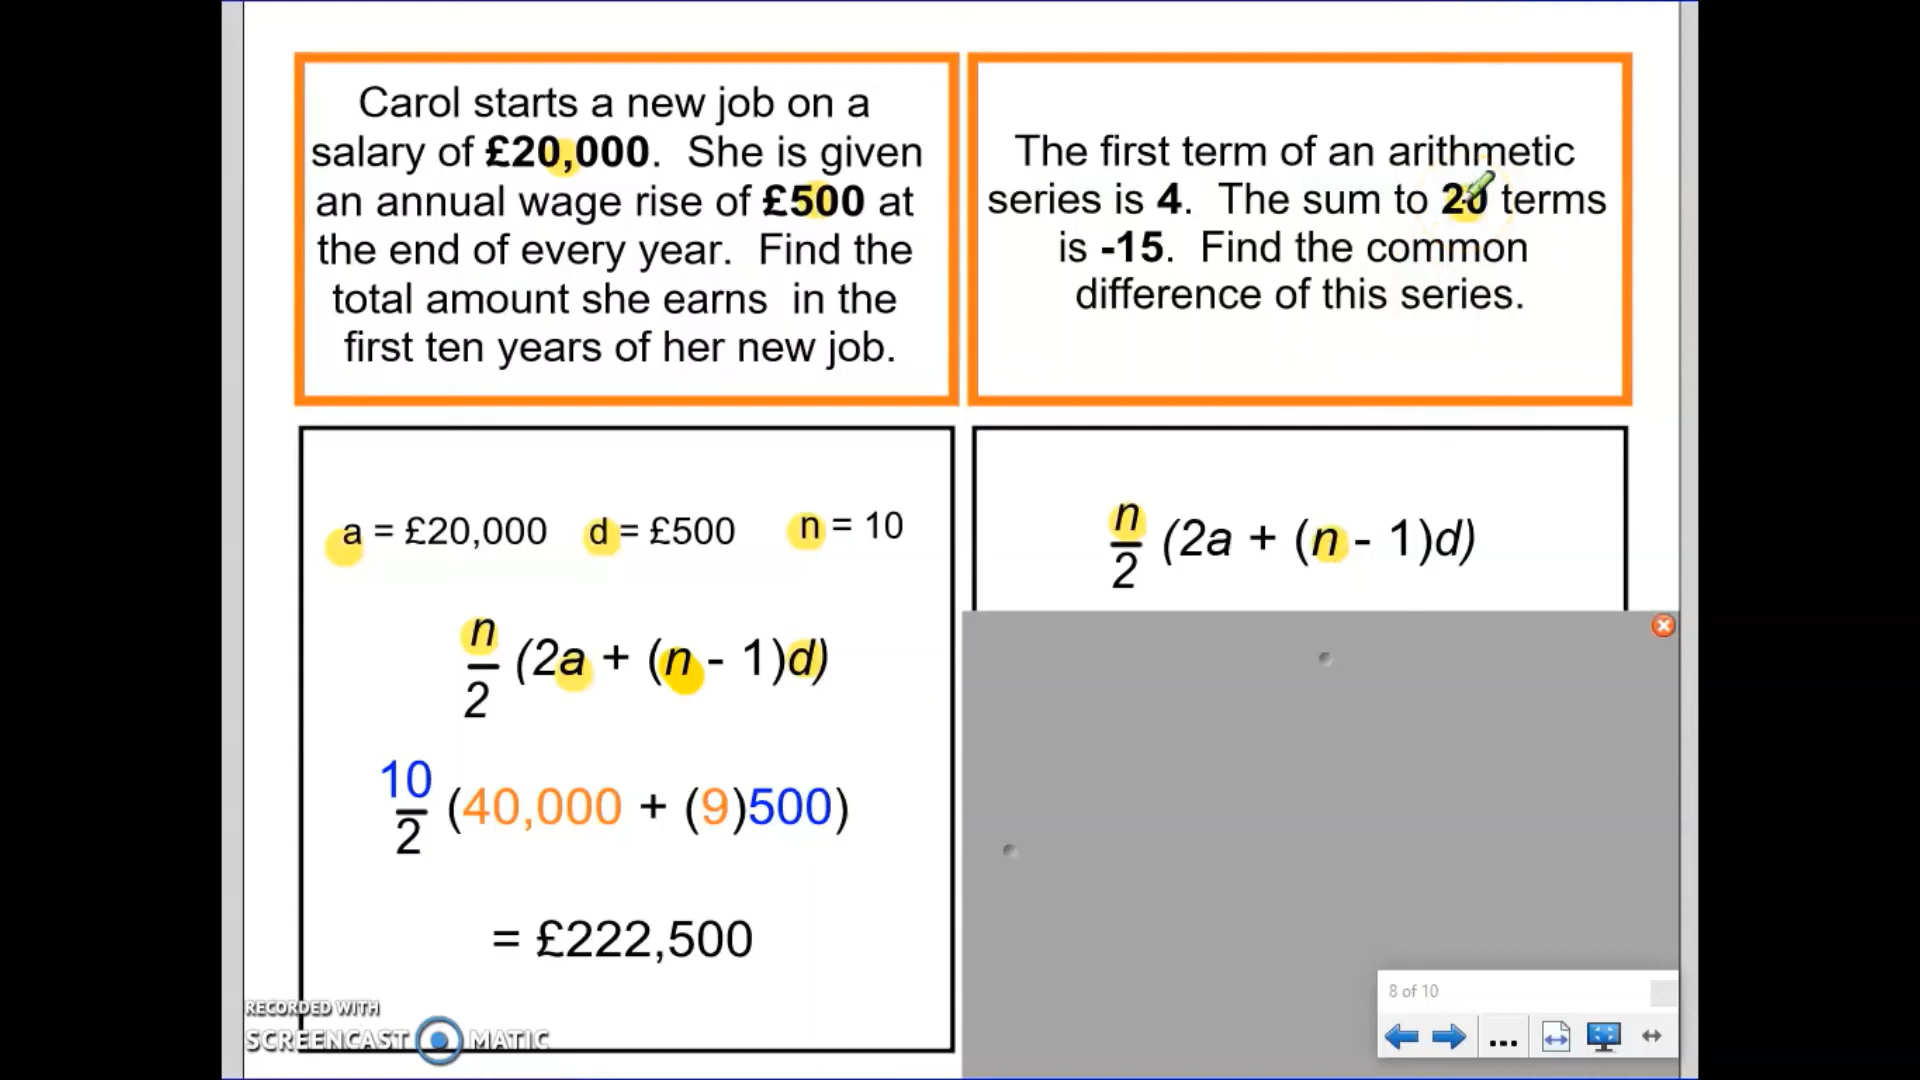 Carol starts a new job on a
salary of £20,000. She is given
an annual wage rise of £500 at
the end of every year. Find the
total amount she earns in the
first ten years of her new job.
The first term of an arithmetic
series is 4. The sum to 20 terms
is -15. Find the common
difference of this series.
a = £20,000 d = £500 n = 10
n/2 (2a + (n - 1)d)
10/2 (40,000 + (9)500)
= £222,500
n/2 (2a + (n - 1)d)
RECORDED WITH
SCREENCAST MATIC
8 of 10
...